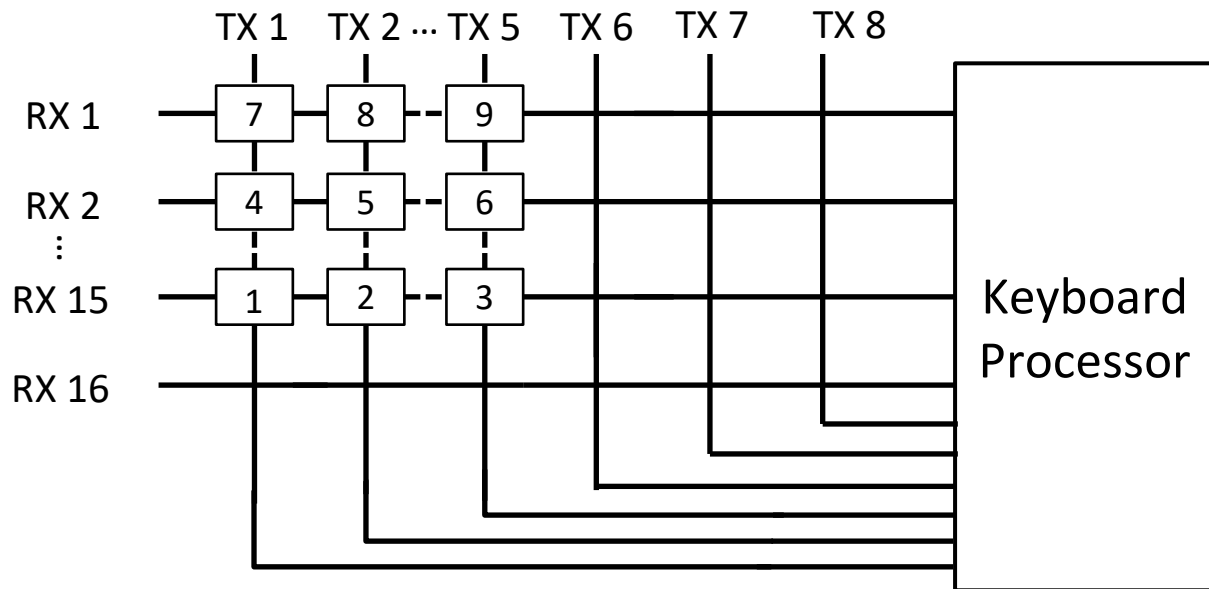 TX 1 TX 2 ... TX 5 TX 6 TX 7 TX 8
RX 1 7 8 9
RX 2 4 5 6
⋮
RX 15 1 2 3
RX 16
Keyboard
Processor